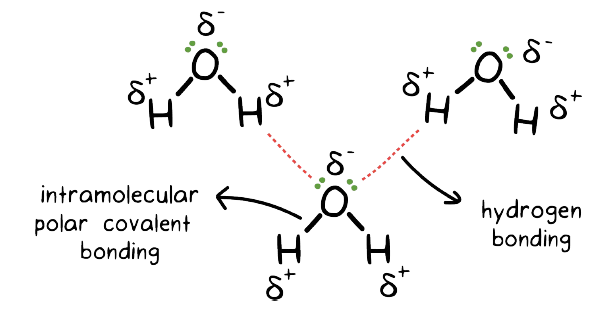 δ⁻
O
δ⁺ H H δ⁺
δ⁻
O
δ⁺ H H δ⁺
δ⁻
O
H H
δ⁺ δ⁺
intramolecular
polar covalent
bonding
hydrogen
bonding